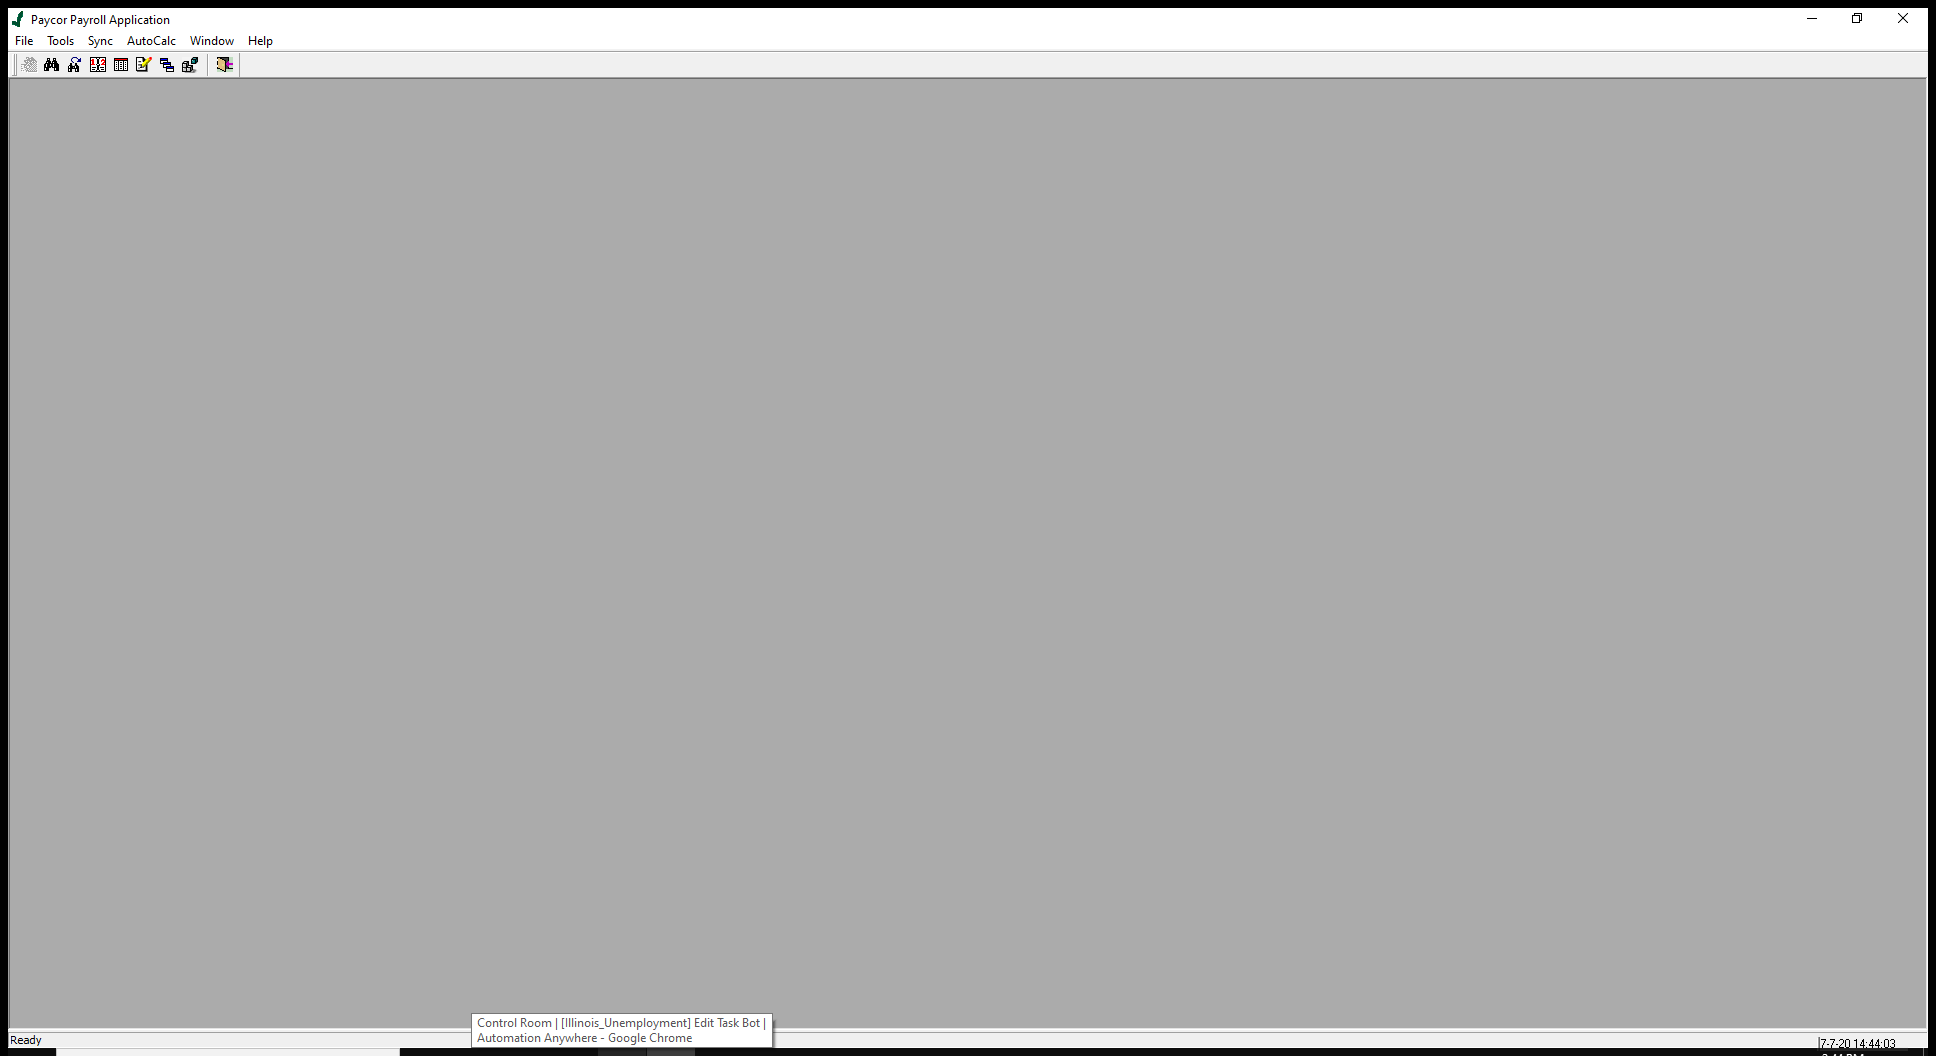 Paycor Payroll Application
File Tools Sync AutoCalc Window Help
Control Room | [Illinois_Unemployment] Edit Task Bot |
Automation Anywhere - Google Chrome
Ready
7-7-20 14:44:03